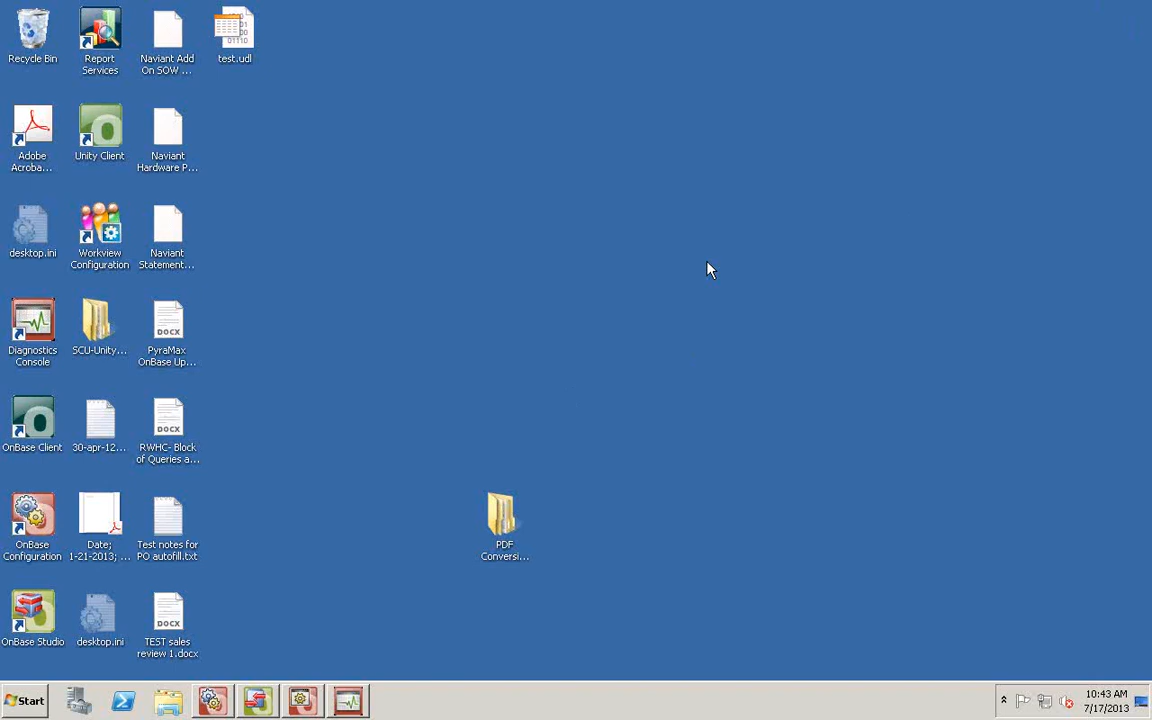 Recycle Bin
Report
Services
Naviant Add
On SOW ...
test.udl
Adobe
Acroba...
Unity Client
Naviant
Hardware P...
desktop.ini
Workview
Configuration
Naviant
Statement...
Diagnostics
Console
SCU-Unity...
DOCX
PyraMax
OnBase Up...
OnBase Client
30-apr-12...
DOCX
RWHC- Block
of Queries a...
OnBase
Configuration
Date;
1-21-2013; ...
Test notes for
PO autofill.txt
PDF
Conversi...
OnBase Studio
desktop.ini
DOCX
TEST sales
review 1.docx
Start
10:43 AM
7/17/2013